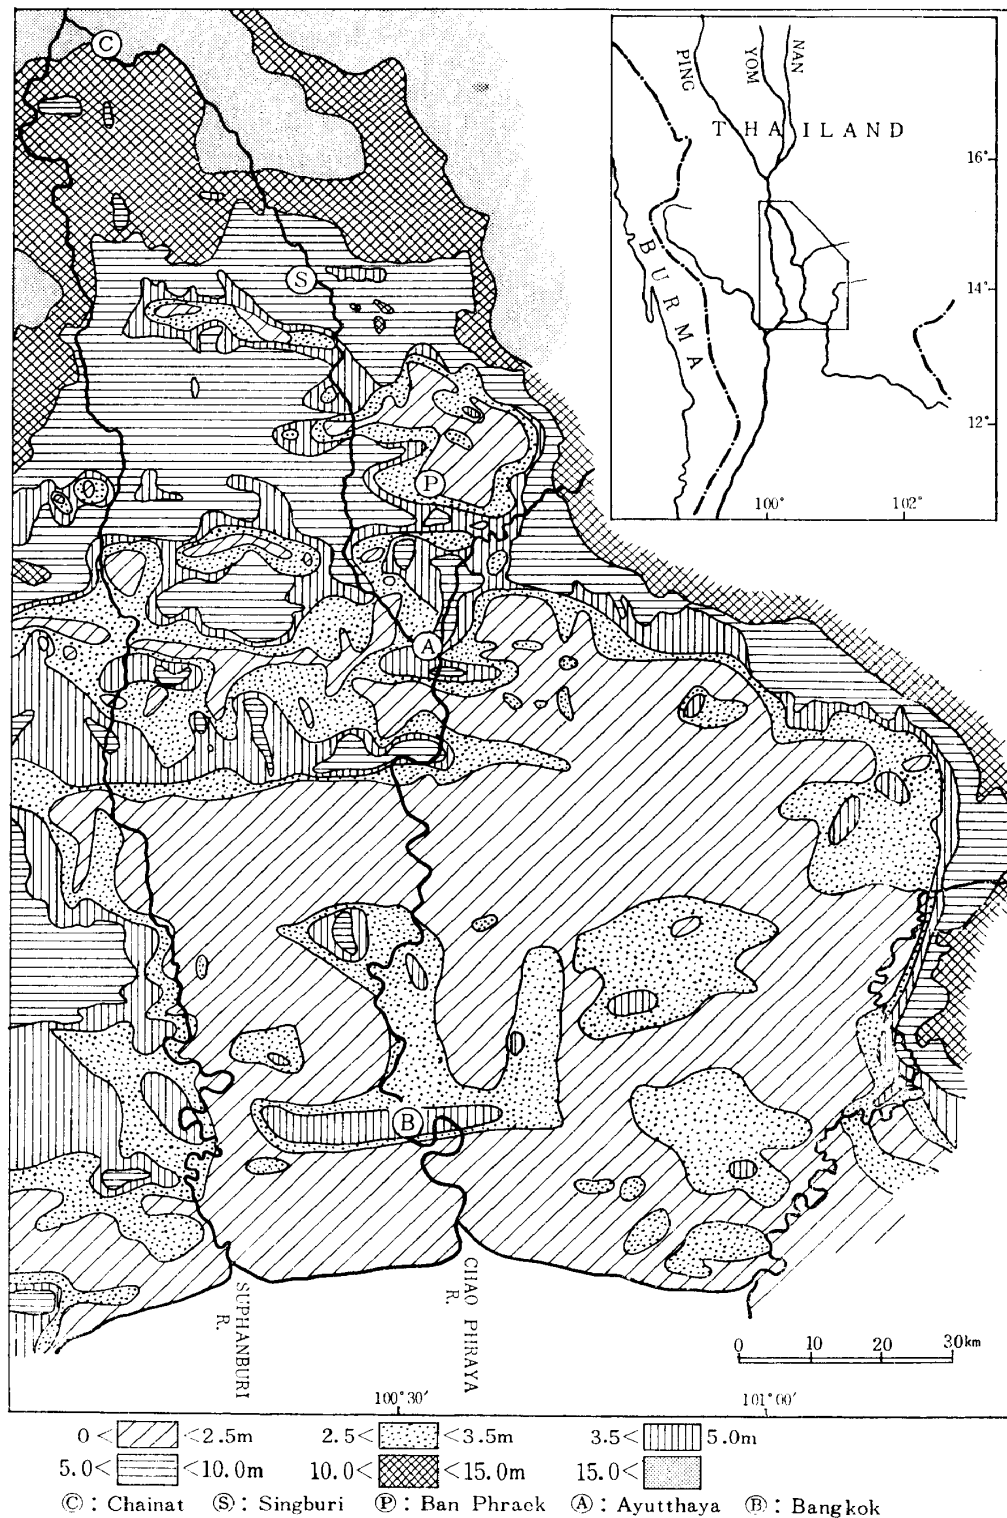 Ⓒ
Ⓢ
Ⓟ
Ⓐ
Ⓑ
PING
YOM
NAN
THAILAND
BURMA
16°
14°
12°
100°
102°
SUPHANBURI
R.
CHAO PHRAYA
R.
0 10 20 30km
100°30′ 101°00′
0< <2.5m 2.5< <3.5m 3.5< 5.0m
5.0< <10.0m 10.0< <15.0m 15.0<
Ⓒ: Chainat Ⓢ: Singburi Ⓟ: Ban Phraek Ⓐ: Ayutthaya Ⓑ: Bangkok